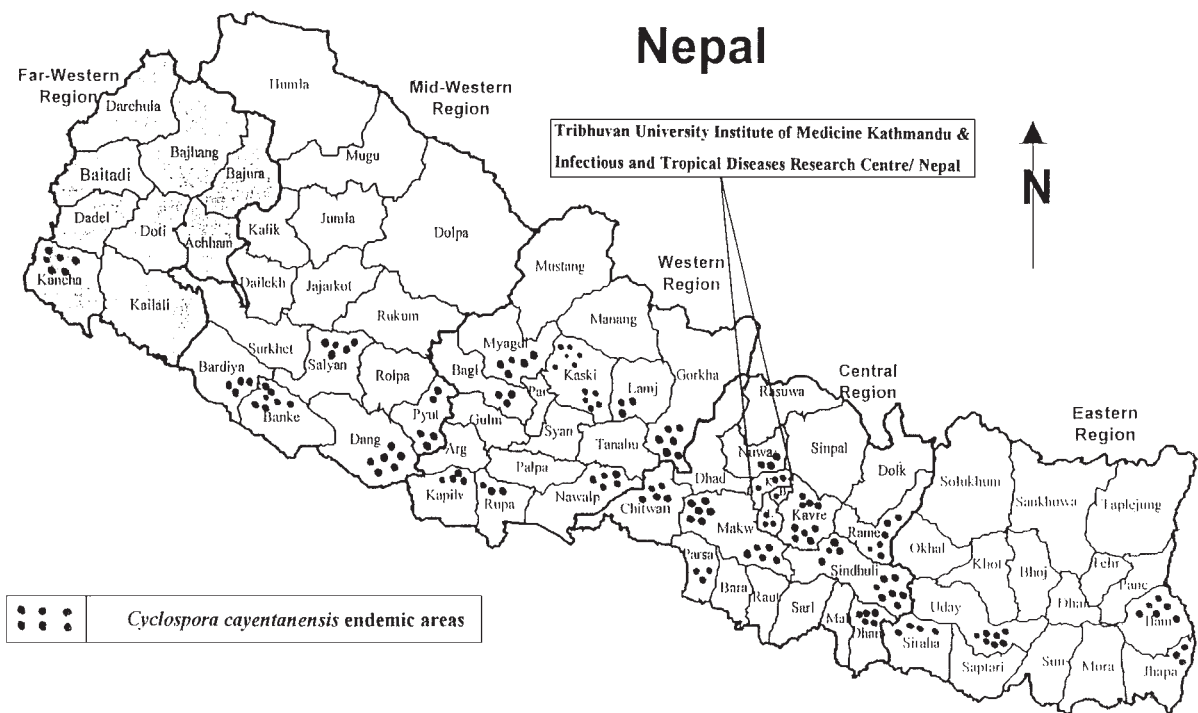 Nepal
Far-Western
Region
Mid-Western
Region
Tribhuvan University Institute of Medicine Kathmandu &
Infectious and Tropical Diseases Research Centre/ Nepal
N
Western
Region
Central
Region
Eastern
Region
Humla
Darchula
Bajhang
Mugu
Baitadi
Bajura
Dadel
Doti
Achham
Kalik
Jumla
Dolpa
Kancha
Kailali
Dailekh
Jajarkot
Mustang
Rukum
Manang
Surkhet
Salyan
Myagdi
Bardiya
Rolpa
Bagl
Kaski
Lamj
Gorkha
Banke
Pyut
Gulm
Syan
Tanahu
Rasuwa
Dang
Arg
Palpa
Nuwa
Sinpal
Dolk
Kapilv
Rupa
Nawalp
Chitwan
Dhad
Kavre
Makw
Rame
Solukhum
Sankhuwa
Taplejung
Parsa
Sindhuli
Okhal
Khot
Bhoj
Tehr
Panc
Bara
Raut
Sarl
Uday
Dhan
Ilam
Dhan
Siraha
Saptari
Sun
Mora
Jhapa
Cyclospora cayentanensis endemic areas